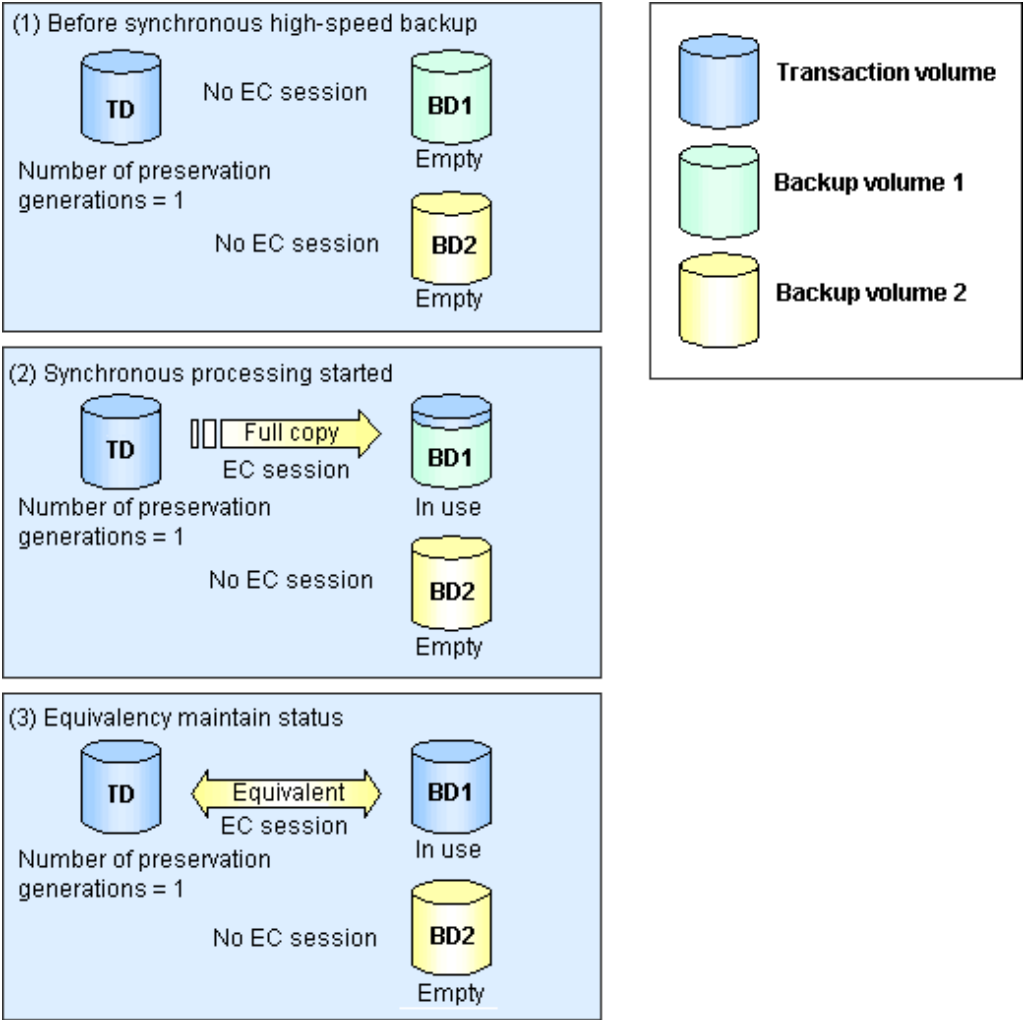 (1) Before synchronous high-speed backup
TD
No EC session
BD1
Empty
Number of preservation
generations = 1
No EC session
BD2
Empty
Transaction volume
Backup volume 1
Backup volume 2
(2) Synchronous processing started
TD
Full copy
EC session
BD1
In use
Number of preservation
generations = 1
No EC session
BD2
Empty
(3) Equivalency maintain status
TD
Equivalent
EC session
BD1
In use
Number of preservation
generations = 1
No EC session
BD2
Empty